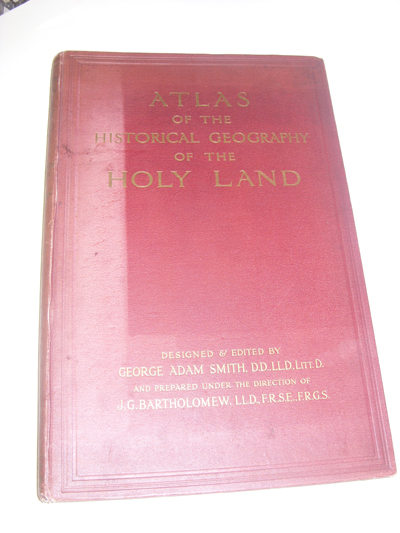 ATLAS
OF THE
HISTORICAL GEOGRAPHY
OF THE
HOLY LAND
DESIGNED & EDITED BY
GEORGE ADAM SMITH, D.D., LL.D., LITT.D.
AND PREPARED UNDER THE DIRECTION OF
J.G. BARTHOLOMEW, LL.D., F.R.S.E., F.R.G.S.